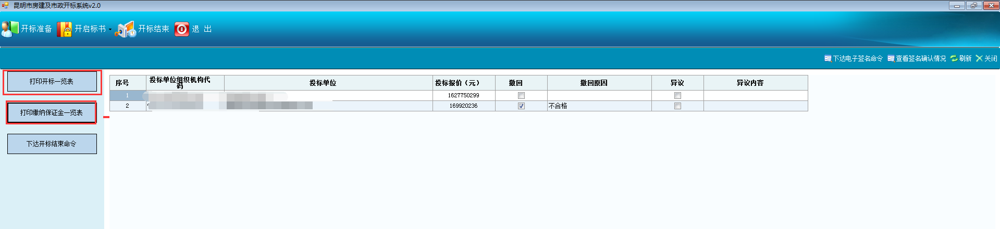 昆明市房建及市政开标系统v2.0
开标准备 开启标书 开标结束 退 出
下达电子签名命令 查看签名确认情况 刷新 关闭
打印开标一览表
打印缴纳保证金一览表
下达开标结束命令
序号 投标单位组织机构代码 投标单位 投标报价（元） 撤回 撤回原因 异议 异议内容
1 1627750299
2 169920236 不合格